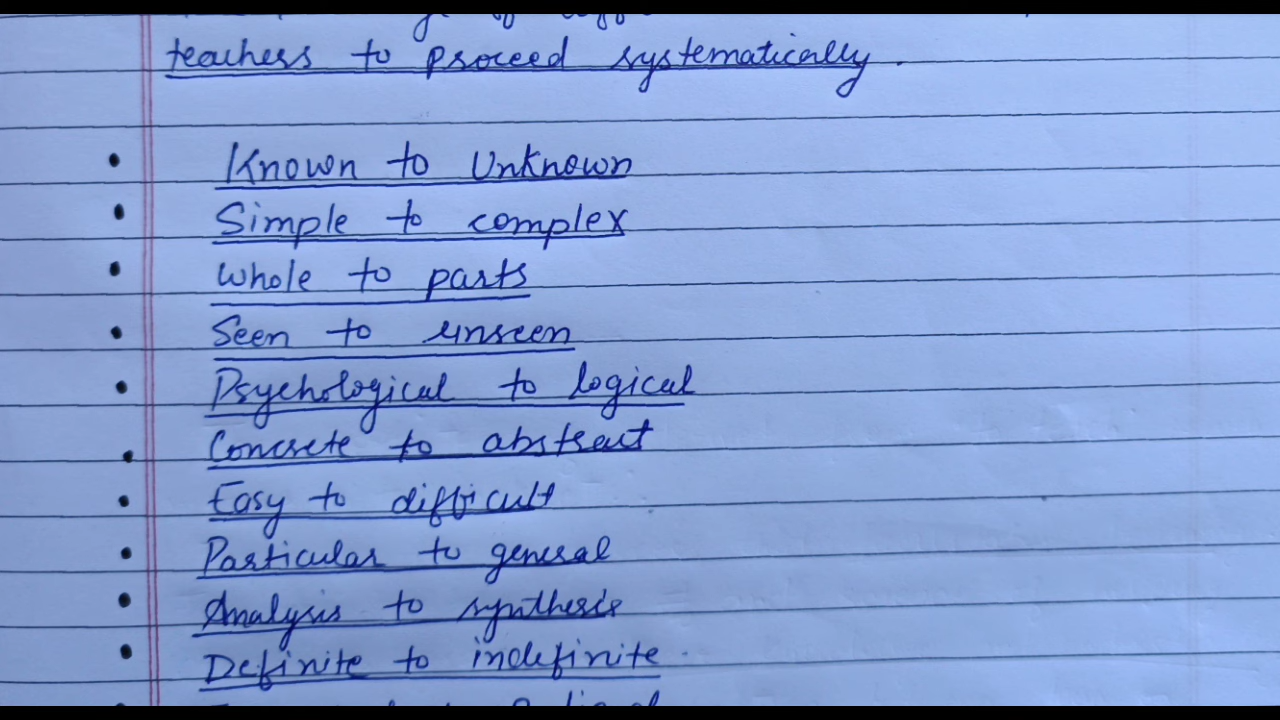 teachers to proceed systematically.
• Known to Unknown
• Simple to complex
• Whole to parts
• Seen to unseen
• Psychological to logical
• Concrete to abstract
• Easy to difficult
• Particular to general
• Analysis to synthesis
• Definite to indefinite